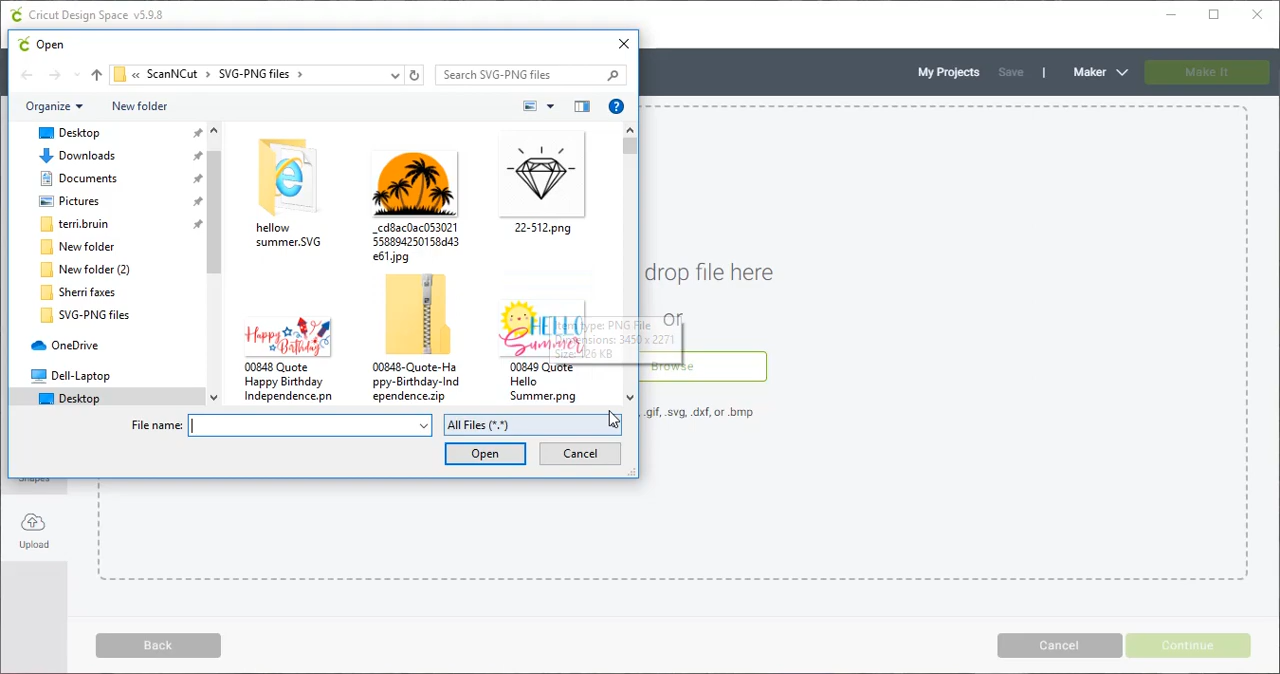 Cricut Design Space v5.9.8
Open
« ScanNCut › SVG-PNG files ›
Search SVG-PNG files
My Projects
Save
|
Maker
Make It
Organize
New folder
Desktop
Downloads
Documents
Pictures
terri.bruin
New folder
New folder (2)
Sherri faxes
SVG-PNG files
OneDrive
Dell-Laptop
Desktop
hellow
summer.SVG
_cd8ac0ac053021
558894250158d43
e61.jpg
22-512.png
Happy
Birthday
00848 Quote
Happy Birthday
Independence.pn
00848-Quote-Ha
ppy-Birthday-Ind
ependence.zip
HELLO
Summer
00849 Quote
Hello
Summer.png
Item type: PNG File
Dimensions: 3450 x 2271
Size: 126 KB
drop file here
or
Browse
.gif, .svg, .dxf, or .bmp
File name:
All Files (*.*)
Open
Cancel
Shapes
Upload
Back
Cancel
Continue